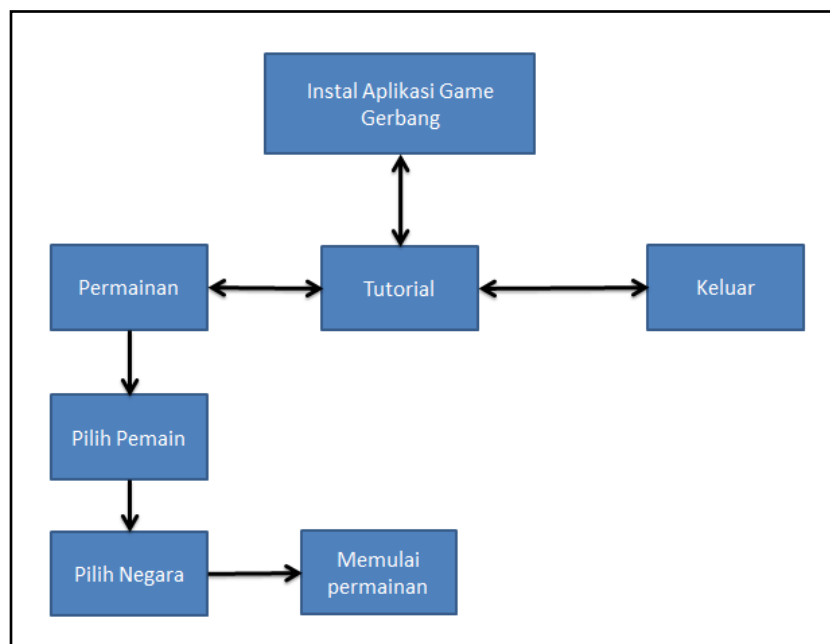 Instal Aplikasi Game
Gerbang
Permainan
Tutorial
Keluar
Pilih Pemain
Pilih Negara
Memulai
permainan